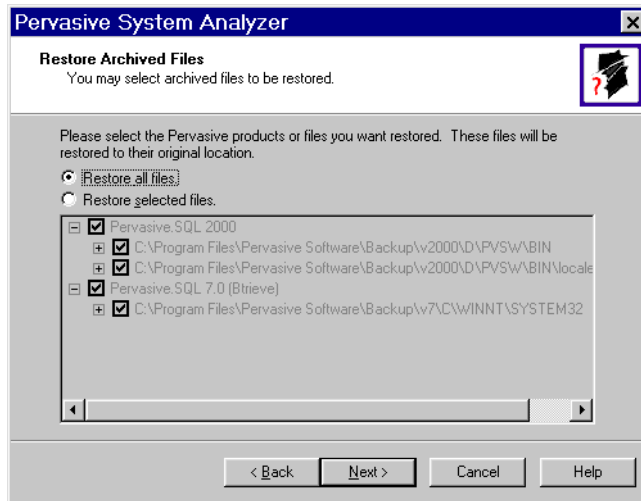 Pervasive System Analyzer
Restore Archived Files
You may select archived files to be restored.
?
Please select the Pervasive products or files you want restored. These files will be
restored to their original location.
Restore all files.
Restore selected files.
Pervasive.SQL 2000
C:\Program Files\Pervasive Software\Backup\v2000\D\PVSW\BIN
C:\Program Files\Pervasive Software\Backup\v2000\D\PVSW\BIN\locale
Pervasive.SQL 7.0 (Btrieve)
C:\Program Files\Pervasive Software\Backup\v7\C\WINNT\SYSTEM32
< Back Next > Cancel Help